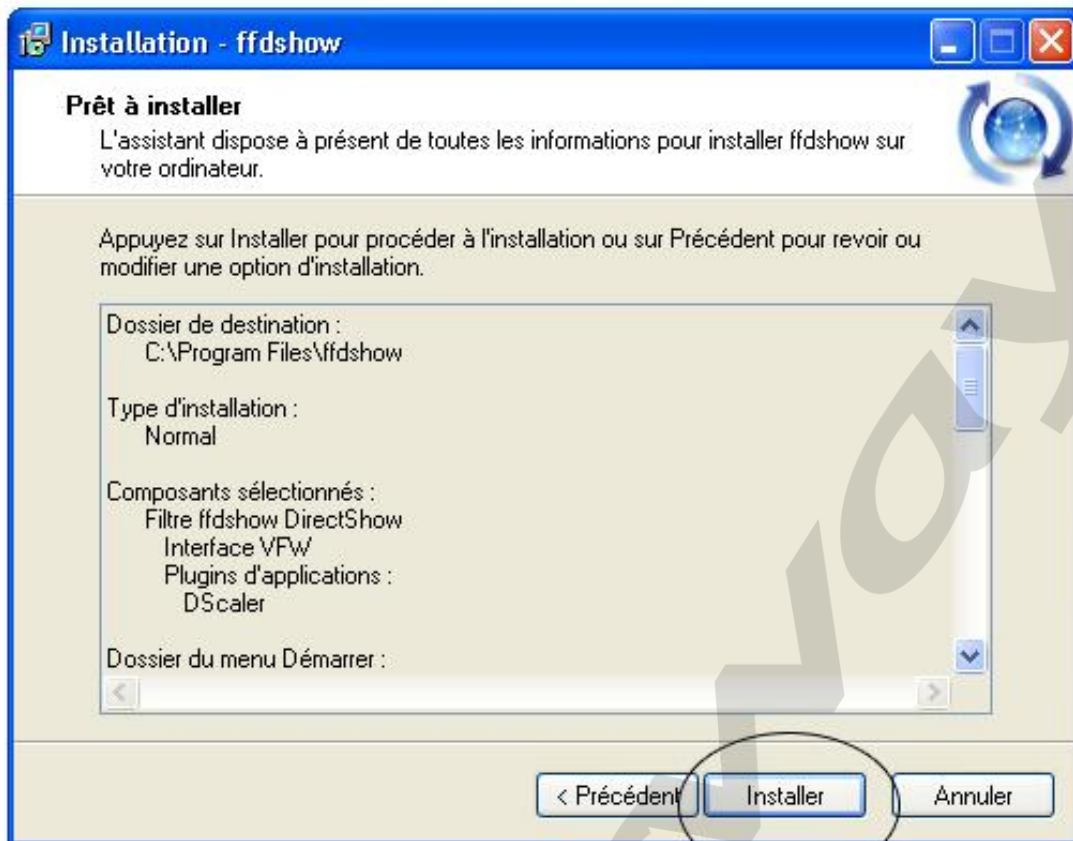 Installation - ffdshow
Prêt à installer
L'assistant dispose à présent de toutes les informations pour installer ffdshow sur
votre ordinateur.
Appuyez sur Installer pour procéder à l'installation ou sur Précédent pour revoir ou
modifier une option d'installation.
Dossier de destination :
C:\Program Files\ffdshow
Type d'installation :
Normal
Composants sélectionnés :
Filtre ffdshow DirectShow
Interface VFW
Plugins d'applications :
DScaler
Dossier du menu Démarrer :
< Précédent
Installer
Annuler